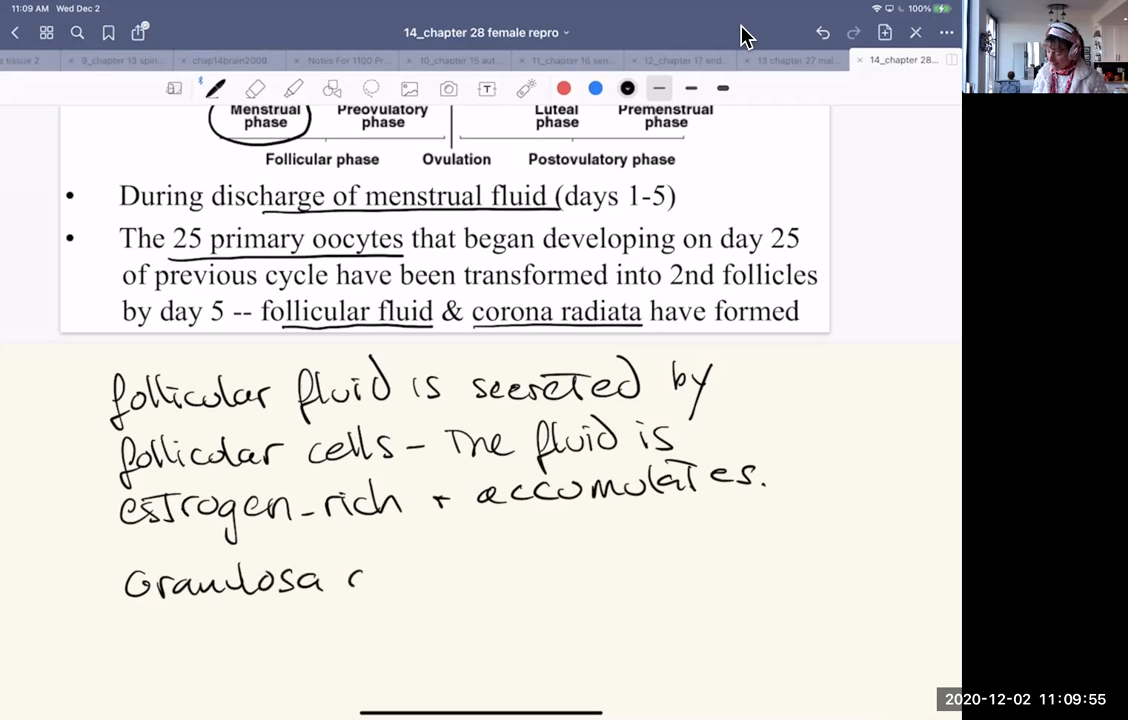 11:09 AM Wed Dec 2
100%
14_chapter 28 female repro
s tissue 2
9_chapter 13 spin...
chap14brain2009
Notes For 1100 Pr...
10_chapter 15 aut...
11_chapter 16 sen...
12_chapter 17 end...
13 chapter 27 mal...
14_chapter 28...
Menstrual phase
Preovulatory phase
Luteal phase
Premenstrual phase
Follicular phase
Ovulation
Postovulatory phase
• During discharge of menstrual fluid (days 1-5)
• The 25 primary oocytes that began developing on day 25
of previous cycle have been transformed into 2nd follicles
by day 5 -- follicular fluid & corona radiata have formed
follicular fluid is secreted by
follicular cells - The fluid is
estrogen-rich + accumulates.
Granulosa c
2020-12-02 11:09:55